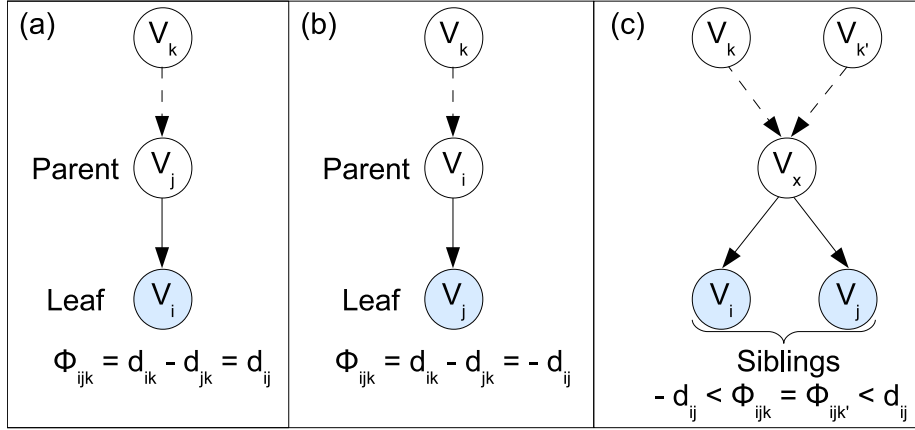 (a)
V_k
Parent
V_j
Leaf
V_i
Φ_ijk = d_ik - d_jk = d_ij
(b)
V_k
Parent
V_i
Leaf
V_j
Φ_ijk = d_ik - d_jk = - d_ij
(c)
V_k V_k'
V_x
V_i V_j
Siblings
- d_ij < Φ_ijk = Φ_ijk' < d_ij